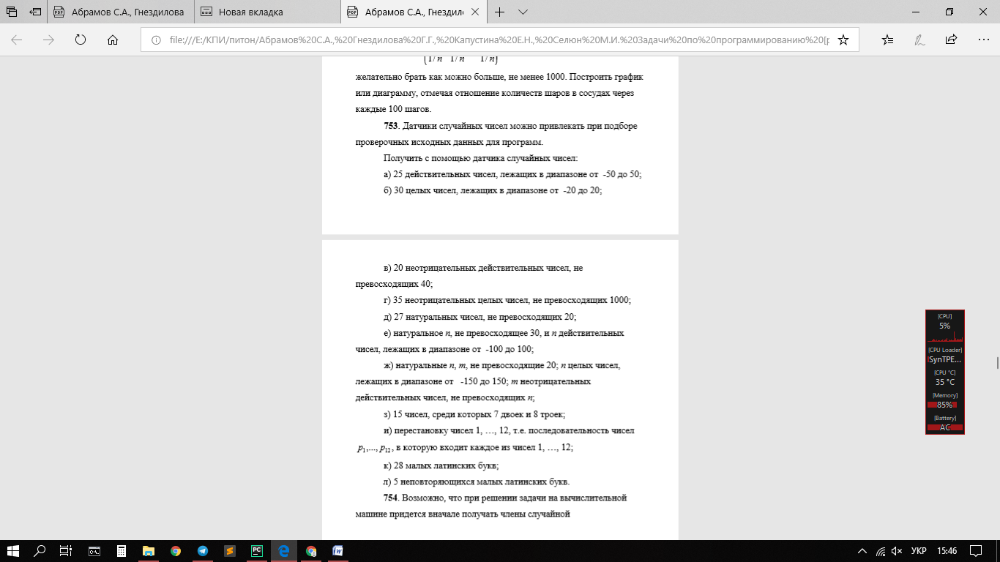 Абрамов С.А., Гнездилова
Новая вкладка
Абрамов С.А., Гнездил
file:///E:/КПИ/питон/Абрамов%20С.А.,%20Гнездилова%20Г.Г.,%20Капустина%20Е.Н.,%20Селюн%20М.И.%20Задачи%20по%20программированию%20[р
1/n 1/n 1/n
желательно брать как можно больше, не менее 1000. Построить график
или диаграмму, отмечая отношение количеств шаров в сосудах через
каждые 100 шагов.
753. Датчики случайных чисел можно привлекать при подборе
проверочных исходных данных для программ.
Получить с помощью датчика случайных чисел:
а) 25 действительных чисел, лежащих в диапазоне от -50 до 50;
б) 30 целых чисел, лежащих в диапазоне от -20 до 20;
в) 20 неотрицательных действительных чисел, не
превосходящих 40;
г) 35 неотрицательных целых чисел, не превосходящих 1000;
д) 27 натуральных чисел, не превосходящих 20;
е) натуральное n, не превосходящее 30, и n действительных
чисел, лежащих в диапазоне от -100 до 100;
ж) натуральные n, m, не превосходящие 20; n целых чисел,
лежащих в диапазоне от -150 до 150; m неотрицательных
действительных чисел, не превосходящих n;
з) 15 чисел, среди которых 7 двоек и 8 троек;
и) перестановку чисел 1, …, 12, т.е. последовательность чисел
p1,..., p12, в которую входит каждое из чисел 1, …, 12;
к) 28 малых латинских букв;
л) 5 неповторяющихся малых латинских букв.
754. Возможно, что при решении задачи на вычислительной
машине придется вначале получать члены случайной
[CPU]
5%
[CPU Loader]
SynTPE...
[CPU °C]
35 °C
[Memory]
85%
[Battery]
AC
УКР
15:46